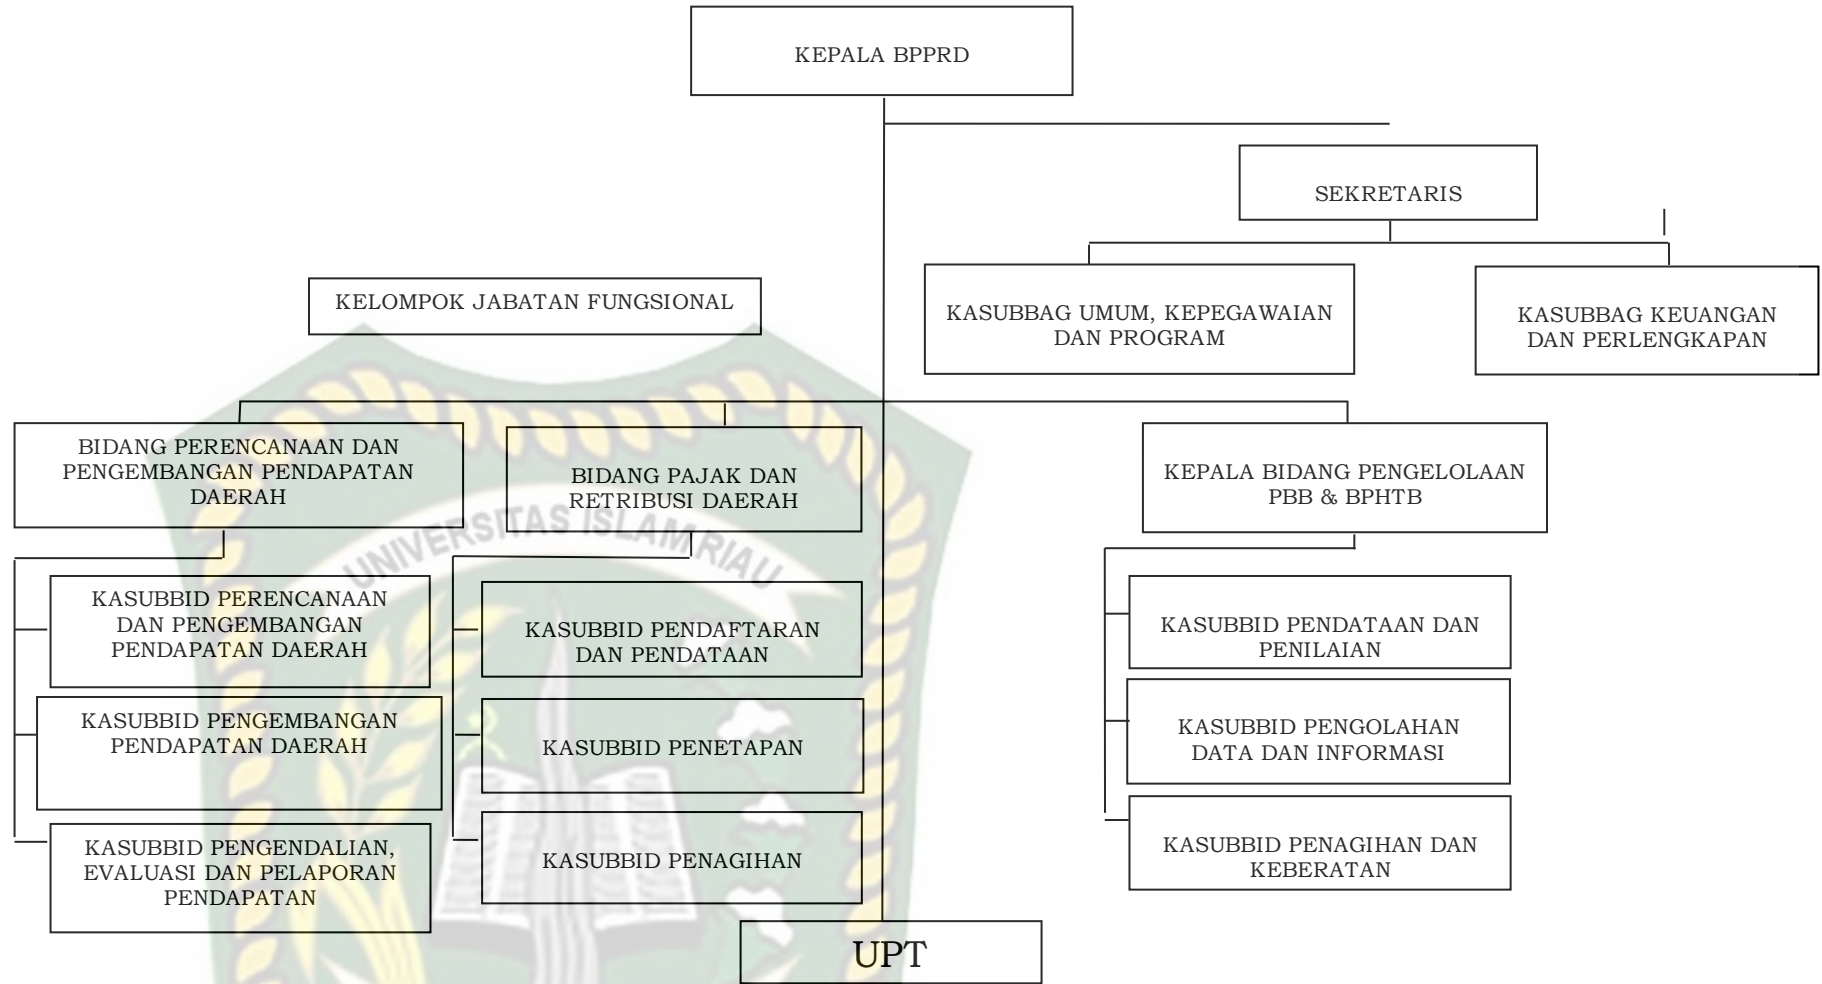 KEPALA BPPRD
SEKRETARIS
KELOMPOK JABATAN FUNGSIONAL
KASUBBAG UMUM, KEPEGAWAIAN
DAN PROGRAM
KASUBBAG KEUANGAN
DAN PERLENGKAPAN
BIDANG PERENCANAAN DAN
PENGEMBANGAN PENDAPATAN
DAERAH
BIDANG PAJAK DAN
RETRIBUSI DAERAH
KEPALA BIDANG PENGELOLAAN
PBB & BPHTB
UNIVERSITAS ISLAM RIAU
KASUBBID PERENCANAAN
DAN PENGEMBANGAN
PENDAPATAN DAERAH
KASUBBID PENGEMBANGAN
PENDAPATAN DAERAH
KASUBBID PENGENDALIAN,
EVALUASI DAN PELAPORAN
PENDAPATAN
KASUBBID PENDAFTARAN
DAN PENDATAAN
KASUBBID PENETAPAN
KASUBBID PENAGIHAN
KASUBBID PENDATAAN DAN
PENILAIAN
KASUBBID PENGOLAHAN
DATA DAN INFORMASI
KASUBBID PENAGIHAN DAN
KEBERATAN
UPT